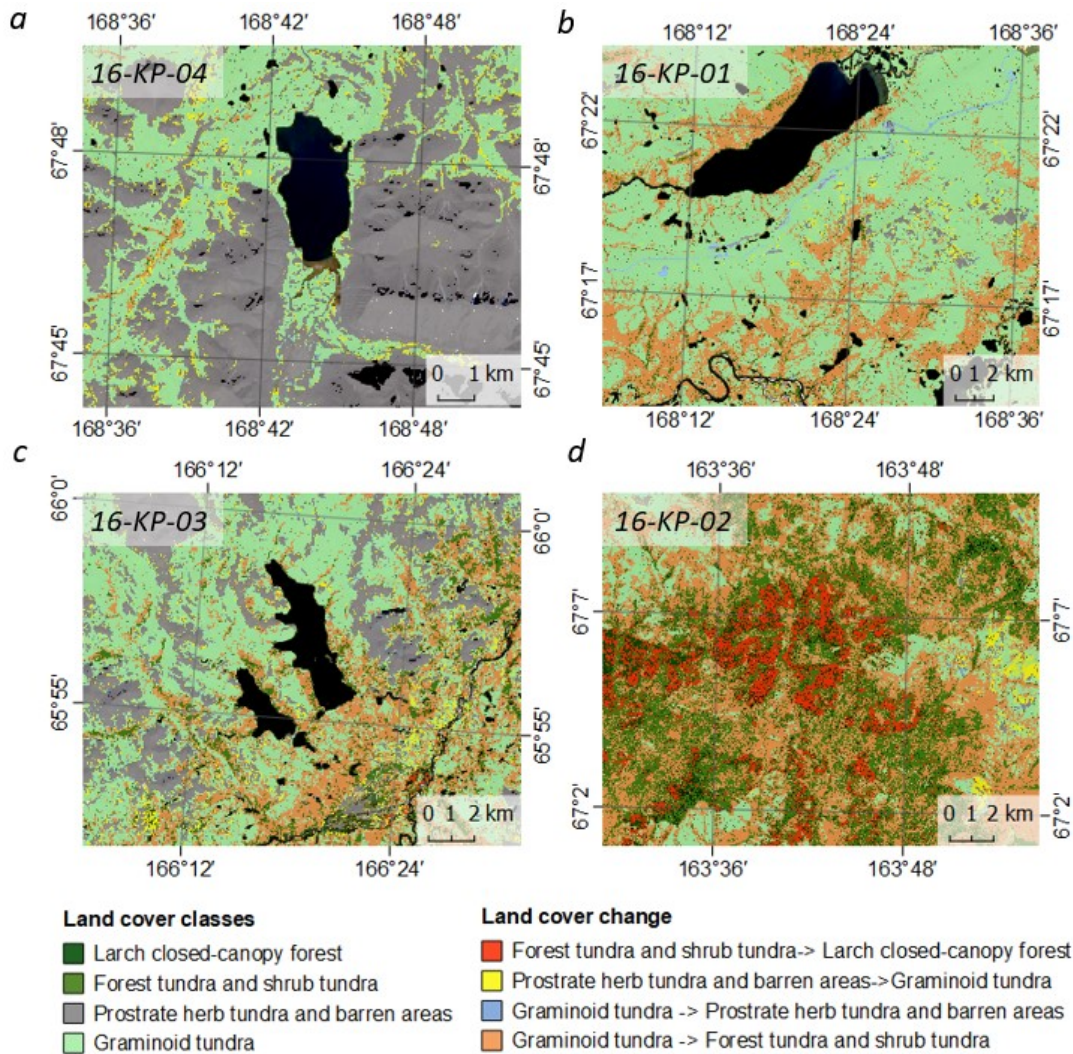 a
168°36′ 168°42′ 168°48′
16-KP-04
67°48′ 67°48′
67°45′ 67°45′
0 1 km
168°36′ 168°42′ 168°48′
b
168°12′ 168°24′ 168°36′
16-KP-01
67°22′ 67°22′
67°17′ 67°17′
0 1 2 km
168°12′ 168°24′ 168°36′
c
166°12′ 166°24′
16-KP-03
66°0′ 66°0′
65°55′ 65°55′
0 1 2 km
166°12′ 166°24′
d
163°36′ 163°48′
16-KP-02
67°7′ 67°7′
67°2′ 67°2′
0 1 2 km
163°36′ 163°48′
Land cover classes
Larch closed-canopy forest
Forest tundra and shrub tundra
Prostrate herb tundra and barren areas
Graminoid tundra
Land cover change
Forest tundra and shrub tundra-> Larch closed-canopy forest
Prostrate herb tundra and barren areas->Graminoid tundra
Graminoid tundra -> Prostrate herb tundra and barren areas
Graminoid tundra -> Forest tundra and shrub tundra